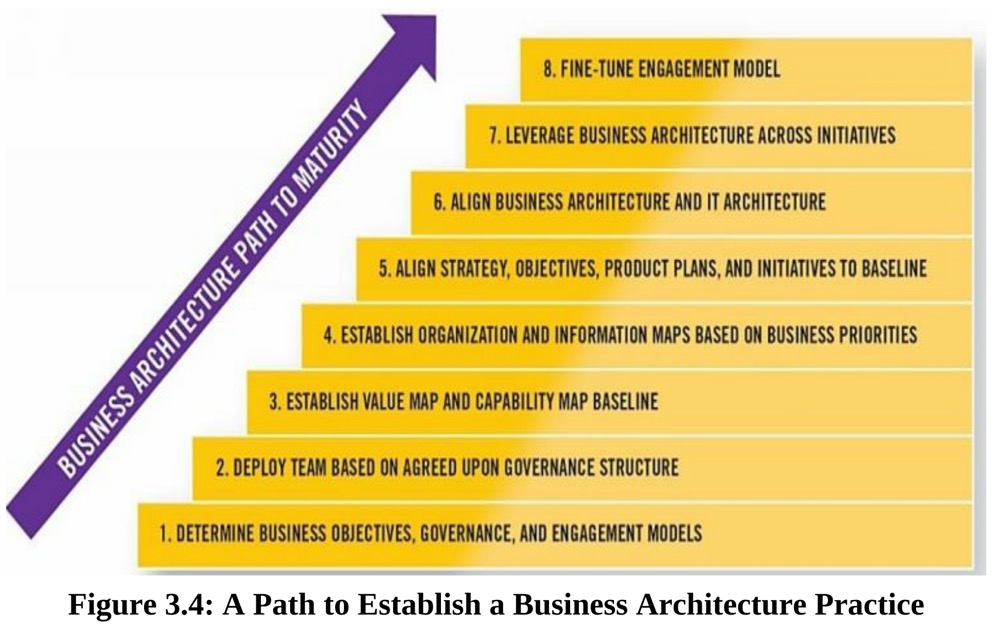 8. FINE-TUNE ENGAGEMENT MODEL
7. LEVERAGE BUSINESS ARCHITECTURE ACROSS INITIATIVES
6. ALIGN BUSINESS ARCHITECTURE AND IT ARCHITECTURE
5. ALIGN STRATEGY, OBJECTIVES, PRODUCT PLANS, AND INITIATIVES TO BASELINE
4. ESTABLISH ORGANIZATION AND INFORMATION MAPS BASED ON BUSINESS PRIORITIES
3. ESTABLISH VALUE MAP AND CAPABILITY MAP BASELINE
2. DEPLOY TEAM BASED ON AGREED UPON GOVERNANCE STRUCTURE
1. DETERMINE BUSINESS OBJECTIVES, GOVERNANCE, AND ENGAGEMENT MODELS
BUSINESS ARCHITECTURE PATH TO MATURITY
Figure 3.4: A Path to Establish a Business Architecture Practice